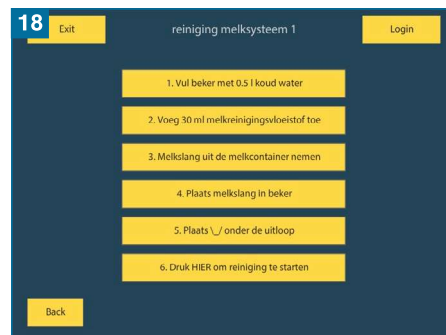 18
Exit
reiniging melksysteem 1
Login
1. Vul beker met 0.5 l koud water
2. Voeg 30 ml melkreinigingsvloeistof toe
3. Melkslang uit de melkcontainer nemen
4. Plaats melkslang in beker
5. Plaats \_/ onder de uitloop
6. Druk HIER om reiniging te starten
Back